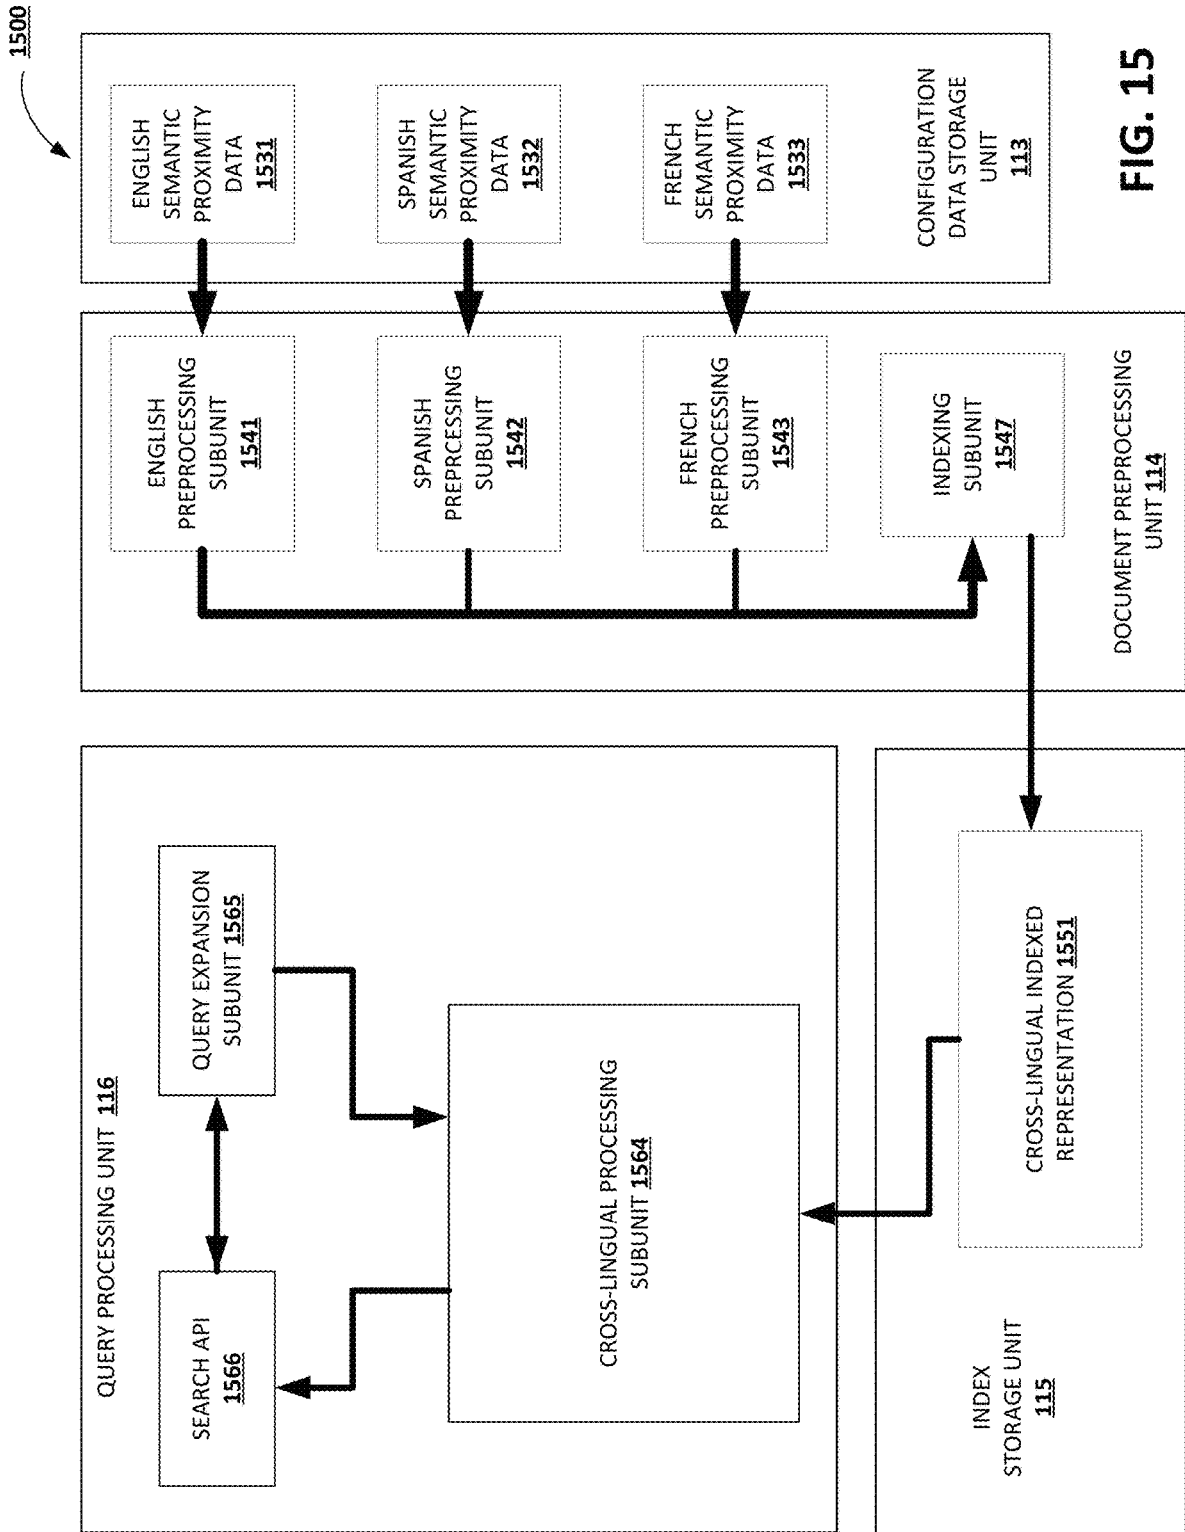 1500
QUERY PROCESSING UNIT 116
SEARCH API
1566
QUERY EXPANSION
SUBUNIT 1565
CROSS-LINGUAL PROCESSING
SUBUNIT 1564
INDEX
STORAGE UNIT
115
CROSS-LINGUAL INDEXED
REPRESENTATION 1551
ENGLISH
PREPROCESSING
SUBUNIT
1541
SPANISH
PREPRCESSING
SUBUNIT
1542
FRENCH
PREPROCESSING
SUBUNIT
1543
INDEXING
SUBUNIT
1547
DOCUMENT PREPROCESSING
UNIT 114
ENGLISH
SEMANTIC
PROXIMITY
DATA
1531
SPANISH
SEMANTIC
PROXIMITY
DATA
1532
FRENCH
SEMANTIC
PROXIMITY
DATA
1533
CONFIGURATION
DATA STORAGE
UNIT
113
FIG. 15